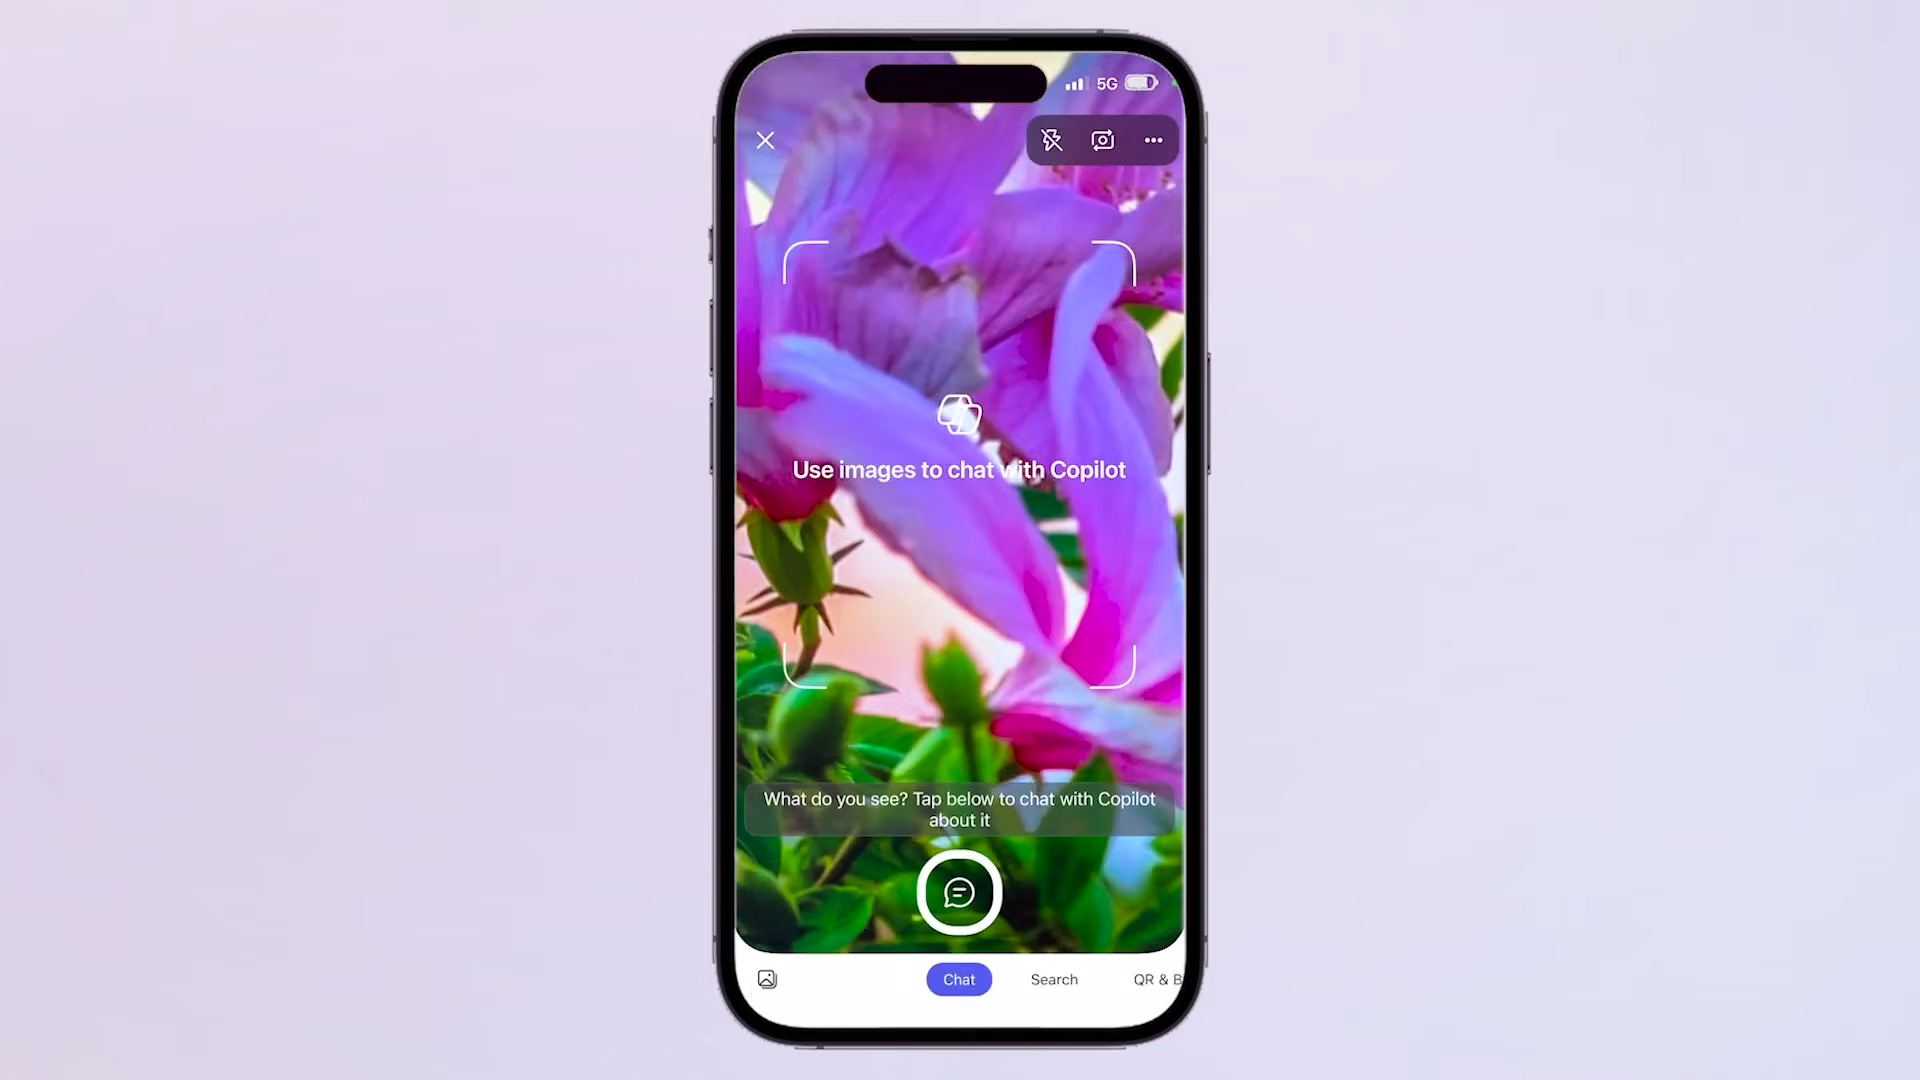 5G
Use images to chat with Copilot
What do you see? Tap below to chat with Copilot
about it
Chat
Search
QR & B